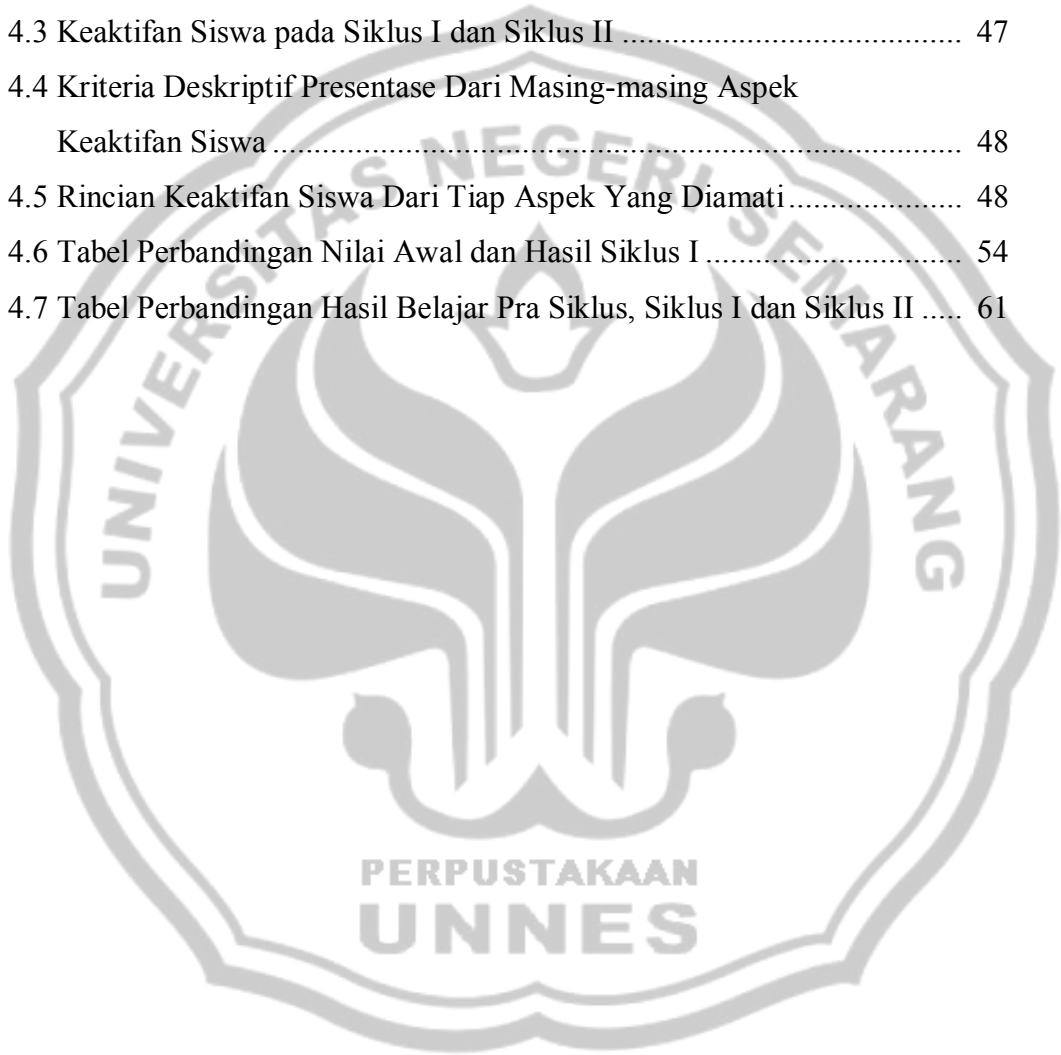 4.3 Keaktifan Siswa pada Siklus I dan Siklus II ....................................... 47
4.4 Kriteria Deskriptif Presentase Dari Masing-masing Aspek
Keaktifan Siswa ................................................................................ 48
4.5 Rincian Keaktifan Siswa Dari Tiap Aspek Yang Diamati .................... 48
4.6 Tabel Perbandingan Nilai Awal dan Hasil Siklus I ............................. 54
4.7 Tabel Perbandingan Hasil Belajar Pra Siklus, Siklus I dan Siklus II ..... 61
UNIVERSITAS NEGERI SEMARANG
PERPUSTAKAAN
UNNES